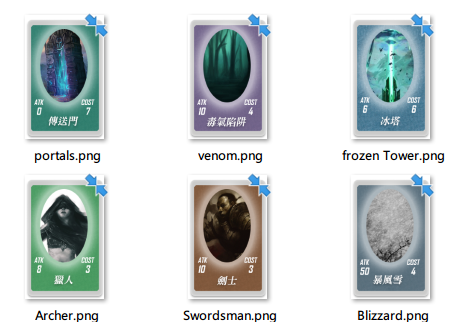 ATK COST
0 7
傳送門
portals.png
ATK COST
10 4
毒氣陷阱
venom.png
ATK COST
6 6
冰塔
frozen Tower.png
ATK COST
8 3
獵人
Archer.png
ATK COST
10 3
劍士
Swordsman.png
ATK COST
50 4
暴風雪
Blizzard.png